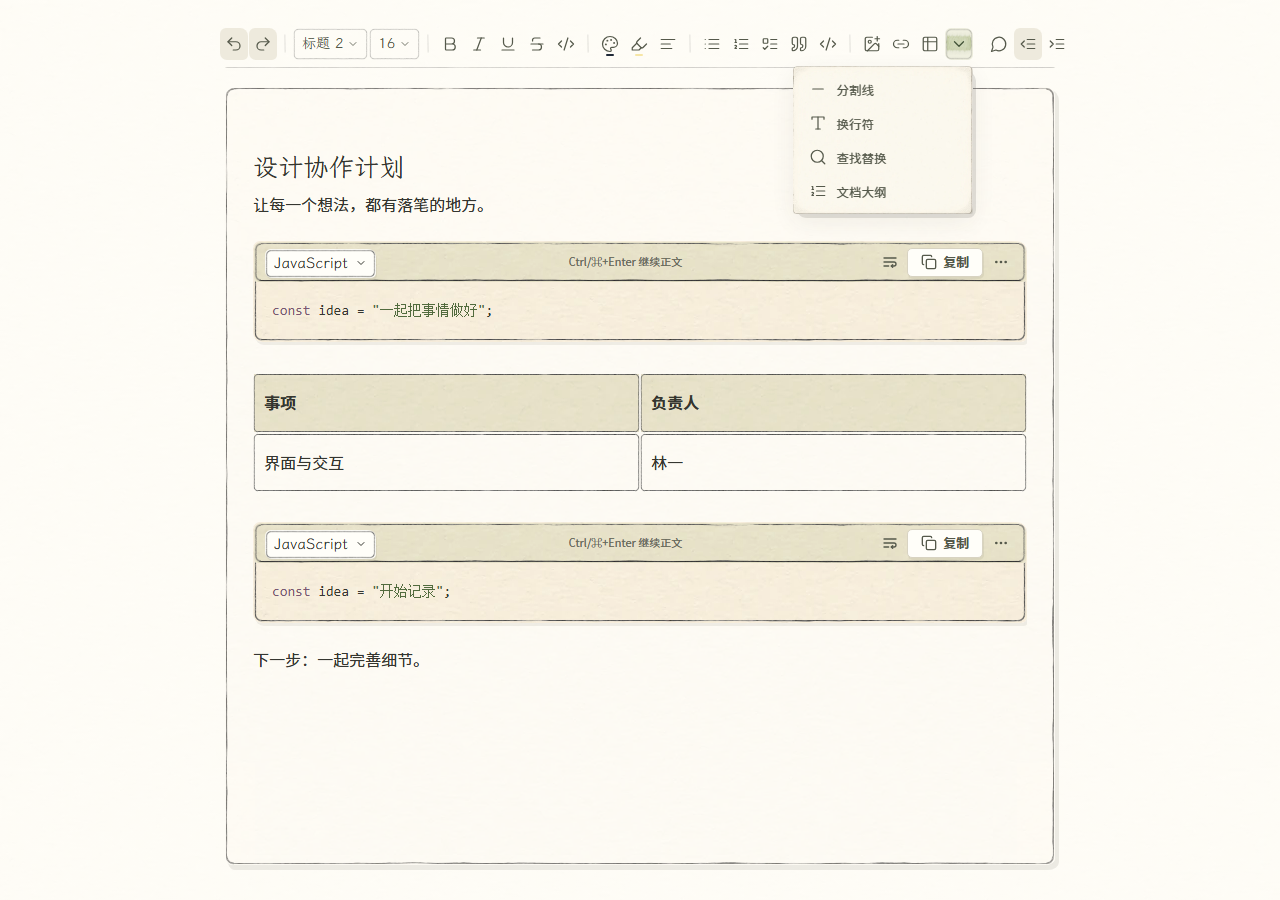 标题 2 16
分割线
换行符
查找替换
文档大纲
设计协作计划
让每一个想法，都有落笔的地方。
JavaScript Ctrl/⌘+Enter 继续正文 复制
const idea = "一起把事情做好";
事项 负责人
界面与交互 林一
JavaScript Ctrl/⌘+Enter 继续正文 复制
const idea = "开始记录";
下一步：一起完善细节。